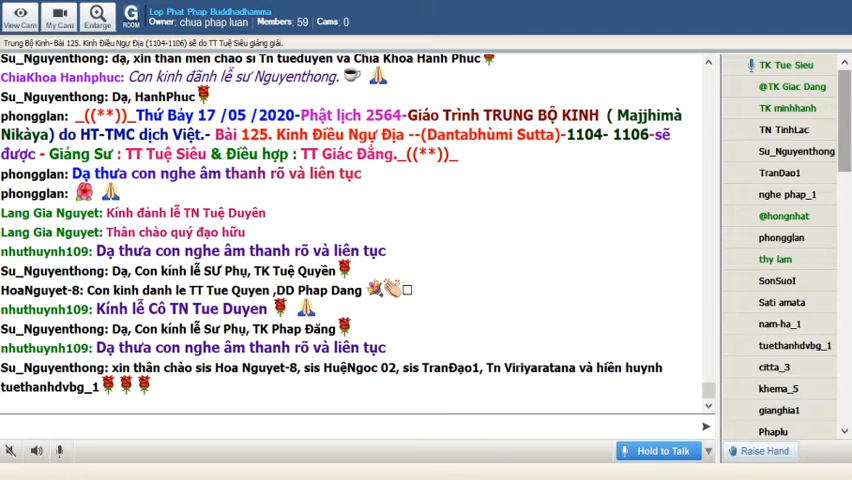 Lop Phat Phap Buddhadhamma
Owner: chua phap luan Members: 59 Cams: 0
View Cam
My Cam
Enlarge
G
ROOM
Trung Bộ Kinh- Bài 125. Kinh Điều Ngự Địa (1104-1106) sẽ do TT Tuệ Siêu giảng giải.
Su_Nguyenthong: dạ, xin thân mến chào si Tn tueduyen và Chia Khoa Hanh Phuc
ChiaKhoa Hanhphuc: Con kinh đãnh lễ sư Nguyenthong.
Su_Nguyenthong: Dạ, HanhPhuc
phongglan: _((**))_Thứ Bảy 17 /05 /2020-Phật lịch 2564-Giáo Trình TRUNG BỘ KINH ( Majjhimà
Nikàya) do HT-TMC dịch Việt.- Bài 125. Kinh Điều Ngự Địa --(Dantabhùmi Sutta)-1104- 1106-sẽ
được - Giảng Sư : TT Tuệ Siêu & Điều hợp : TT Giác Đẳng._((**))_
phongglan: Dạ thưa con nghe âm thanh rõ và liên tục
phongglan:
Lang Gia Nguyet: Kính đảnh lễ TN Tuệ Duyên
Lang Gia Nguyet: Thân chào quý đạo hữu
nhuthuynh109: Dạ thưa con nghe âm thanh rõ và liên tục
Su_Nguyenthong: Dạ, Con kính lễ SƯ Phụ, TK Tuệ Quyền
HoaNguyet-8: Con kinh danh le TT Tue Quyen ,DD Phap Dang
nhuthuynh109: Kính lễ Cô TN Tue Duyen
Su_Nguyenthong: Dạ, Con kính lễ Sư Phụ, TK Phap Đăng
nhuthuynh109: Dạ thưa con nghe âm thanh rõ và liên tục
Su_Nguyenthong: xin thân chào sis Hoa Nguyet-8, sis HuệNgoc 02, sis TranĐạo1, Tn Viriyaratana và hiền huynh
tuethanhdvbg_1
Hold to Talk
TK Tue Sieu
@TK Giac Dang
TK minhhanh
TN TinhLac
Su_Nguyenthong
TranDao1
nghe phap_1
@hongnhat
phongglan
thy lam
SonSuoI
Sati amata
nam-ha_1
tuethanhdvbg_1
citta_3
khema_5
gianghia1
Phaplu
Raise Hand